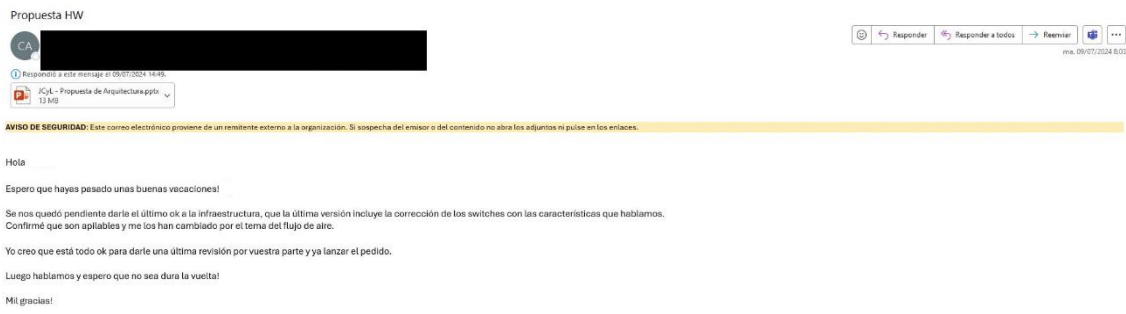 Propuesta HW
CA
Responder
Responder a todos
Reenviar
ma. 09/07/2024 8:03
Respondió a este mensaje el 09/07/2024 14:49.
JCyL - Propuesta de Arquitectura.pptx
13 MB
AVISO DE SEGURIDAD: Este correo electrónico proviene de un remitente externo a la organización. Si sospecha del emisor o del contenido no abra los adjuntos ni pulse en los enlaces.
Hola
Espero que hayas pasado unas buenas vacaciones!
Se nos quedó pendiente darle el último ok a la infraestructura, que la última versión incluye la corrección de los switches con las características que hablamos.
Confirmé que son apilables y me los han cambiado por el tema del flujo de aire.
Yo creo que está todo ok para darle una última revisión por vuestra parte y ya lanzar el pedido.
Luego hablamos y espero que no sea dura la vuelta!
Mil gracias!